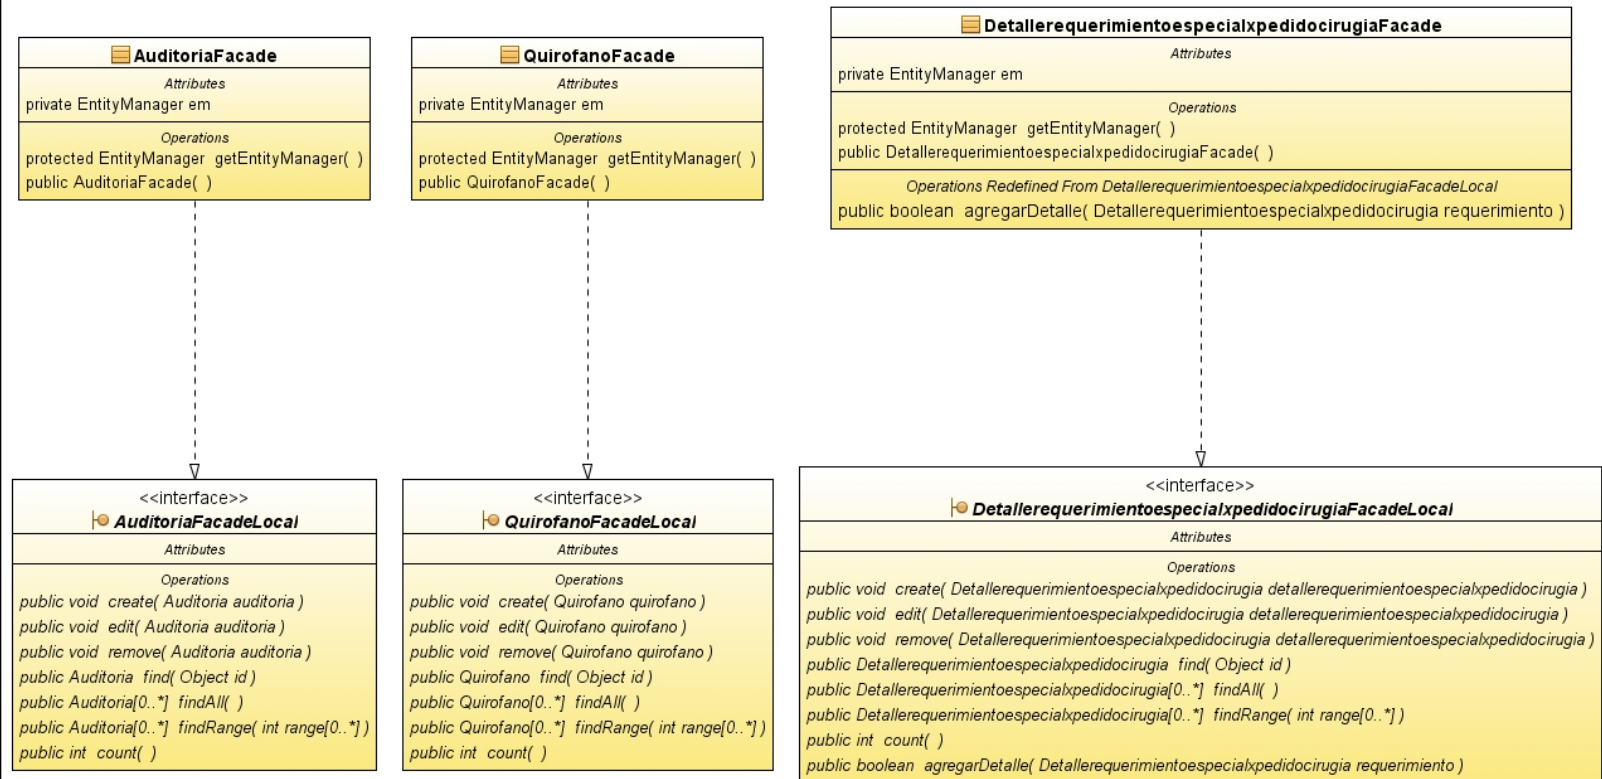 AuditoriaFacade
Attributes
private EntityManager em
Operations
protected EntityManager getEntityManager( )
public AuditoriaFacade( )
QuirofanoFacade
Attributes
private EntityManager em
Operations
protected EntityManager getEntityManager( )
public QuirofanoFacade( )
DetallerequerimientoespecialxpedidocirugiaFacade
Attributes
private EntityManager em
Operations
protected EntityManager getEntityManager( )
public DetallerequerimientoespecialxpedidocirugiaFacade( )
Operations Redefined From DetallerequerimientoespecialxpedidocirugiaFacadeLocal
public boolean agregarDetalle( Detallerequerimientoespecialxpedidocirugia requerimiento )
<<interface>>
AuditoriaFacadeLocal
Attributes
Operations
public void create( Auditoria auditoria )
public void edit( Auditoria auditoria )
public void remove( Auditoria auditoria )
public Auditoria find( Object id )
public Auditoria[0..*] findAll( )
public Auditoria[0..*] findRange( int range[0..*] )
public int count( )
<<interface>>
QuirofanoFacadeLocal
Attributes
Operations
public void create( Quirofano quirofano )
public void edit( Quirofano quirofano )
public void remove( Quirofano quirofano )
public Quirofano find( Object id )
public Quirofano[0..*] findAll( )
public Quirofano[0..*] findRange( int range[0..*] )
public int count( )
<<interface>>
DetallerequerimientoespecialxpedidocirugiaFacadeLocal
Attributes
Operations
public void create( Detallerequerimientoespecialxpedidocirugia detallerequerimientoespecialxpedidocirugia )
public void edit( Detallerequerimientoespecialxpedidocirugia detallerequerimientoespecialxpedidocirugia )
public void remove( Detallerequerimientoespecialxpedidocirugia detallerequerimientoespecialxpedidocirugia )
public Detallerequerimientoespecialxpedidocirugia find( Object id )
public Detallerequerimientoespecialxpedidocirugia[0..*] findAll( )
public Detallerequerimientoespecialxpedidocirugia[0..*] findRange( int range[0..*] )
public int count( )
public boolean agregarDetalle( Detallerequerimientoespecialxpedidocirugia requerimiento )